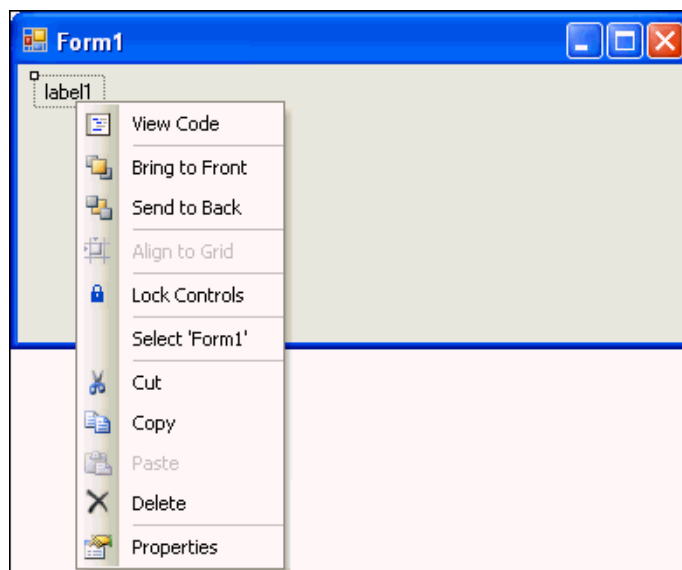 Form1
label1
View Code
Bring to Front
Send to Back
Align to Grid
Lock Controls
Select 'Form1'
Cut
Copy
Paste
Delete
Properties